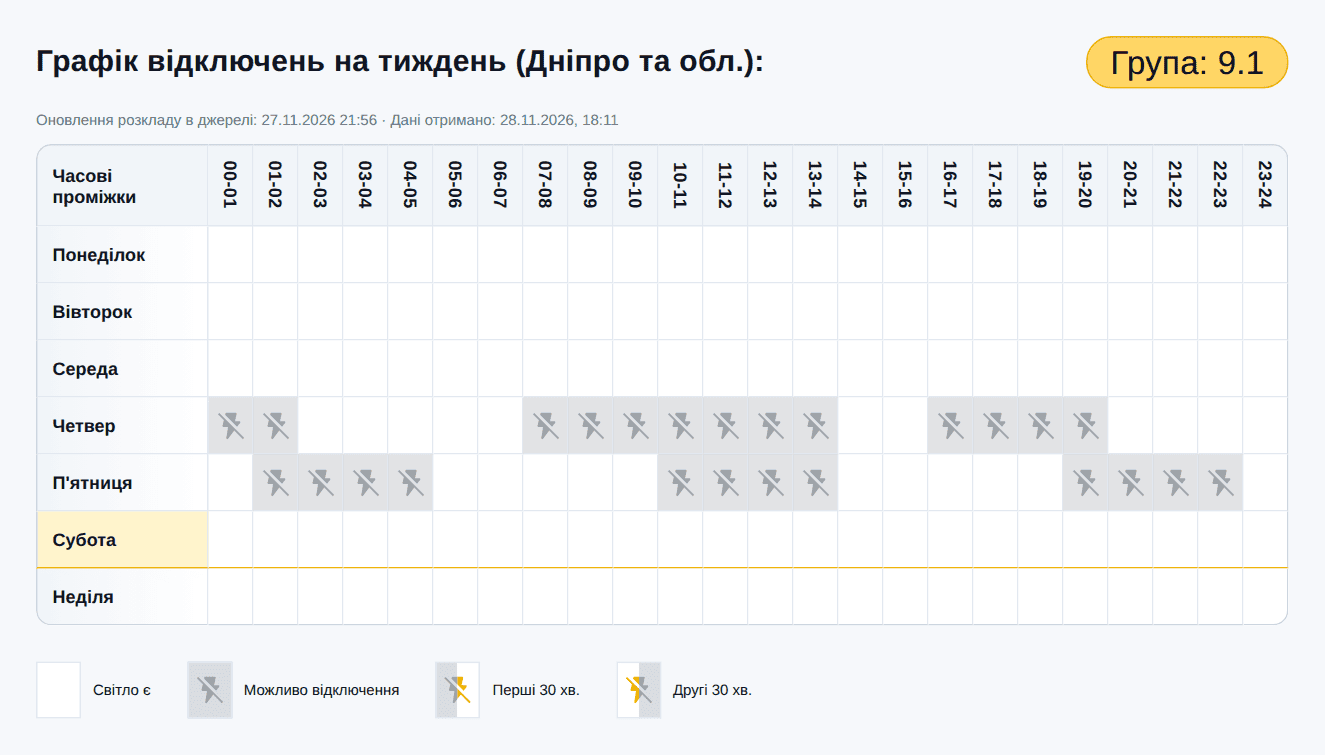 Графік відключень на тиждень (Дніпро та обл.):
Група: 9.1
Оновлення розкладу в джерелі: 27.11.2026 21:56 · Дані отримано: 28.11.2026, 18:11
Часові
проміжки
00-01
01-02
02-03
03-04
04-05
05-06
06-07
07-08
08-09
09-10
10-11
11-12
12-13
13-14
14-15
15-16
16-17
17-18
18-19
19-20
20-21
21-22
22-23
23-24
Понеділок
Вівторок
Середа
Четвер
П'ятниця
Субота
Неділя
Світло є
Можливо відключення
Перші 30 хв.
Другі 30 хв.